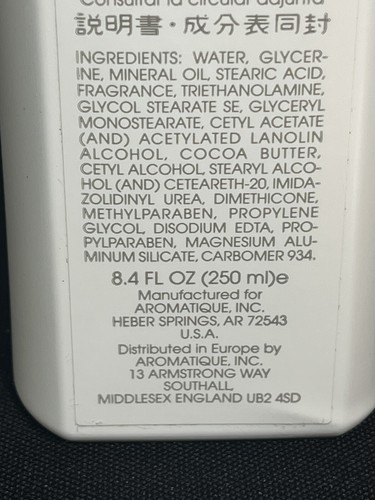 Consultar la circular adjunta
説明書・成分表同封
INGREDIENTS: WATER, GLYCER-
INE, MINERAL OIL, STEARIC ACID,
FRAGRANCE, TRIETHANOLAMINE,
GLYCOL STEARATE SE, GLYCERYL
MONOSTEARATE, CETYL ACETATE
(AND) ACETYLATED LANOLIN
ALCOHOL, COCOA BUTTER,
CETYL ALCOHOL, STEARYL ALCO-
HOL (AND) CETEARETH-20, IMIDA-
ZOLIDINYL UREA, DIMETHICONE,
METHYLPARABEN, PROPYLENE
GLYCOL, DISODIUM EDTA, PRO-
PYLPARABEN, MAGNESIUM ALU-
MINUM SILICATE, CARBOMER 934.
8.4 FL OZ (250 ml)e
Manufactured for
AROMATIQUE, INC.
HEBER SPRINGS, AR 72543
U.S.A.
Distributed in Europe by
AROMATIQUE, INC.
13 ARMSTRONG WAY
SOUTHALL,
MIDDLESEX ENGLAND UB2 4SD